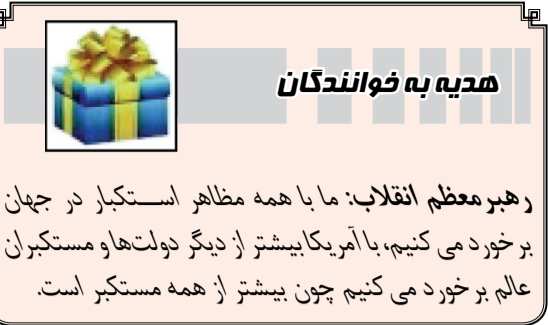 هدیه به خوانندگان
رهبر معظم انقلاب: ما با همه مظاهر اســتکبار در جهان
برخورد می کنیم، با آمریکا بیشتر از دیگر دولت‌ها و مستکبران
عالم برخورد می کنیم چون بیشتر از همه مستکبر است.